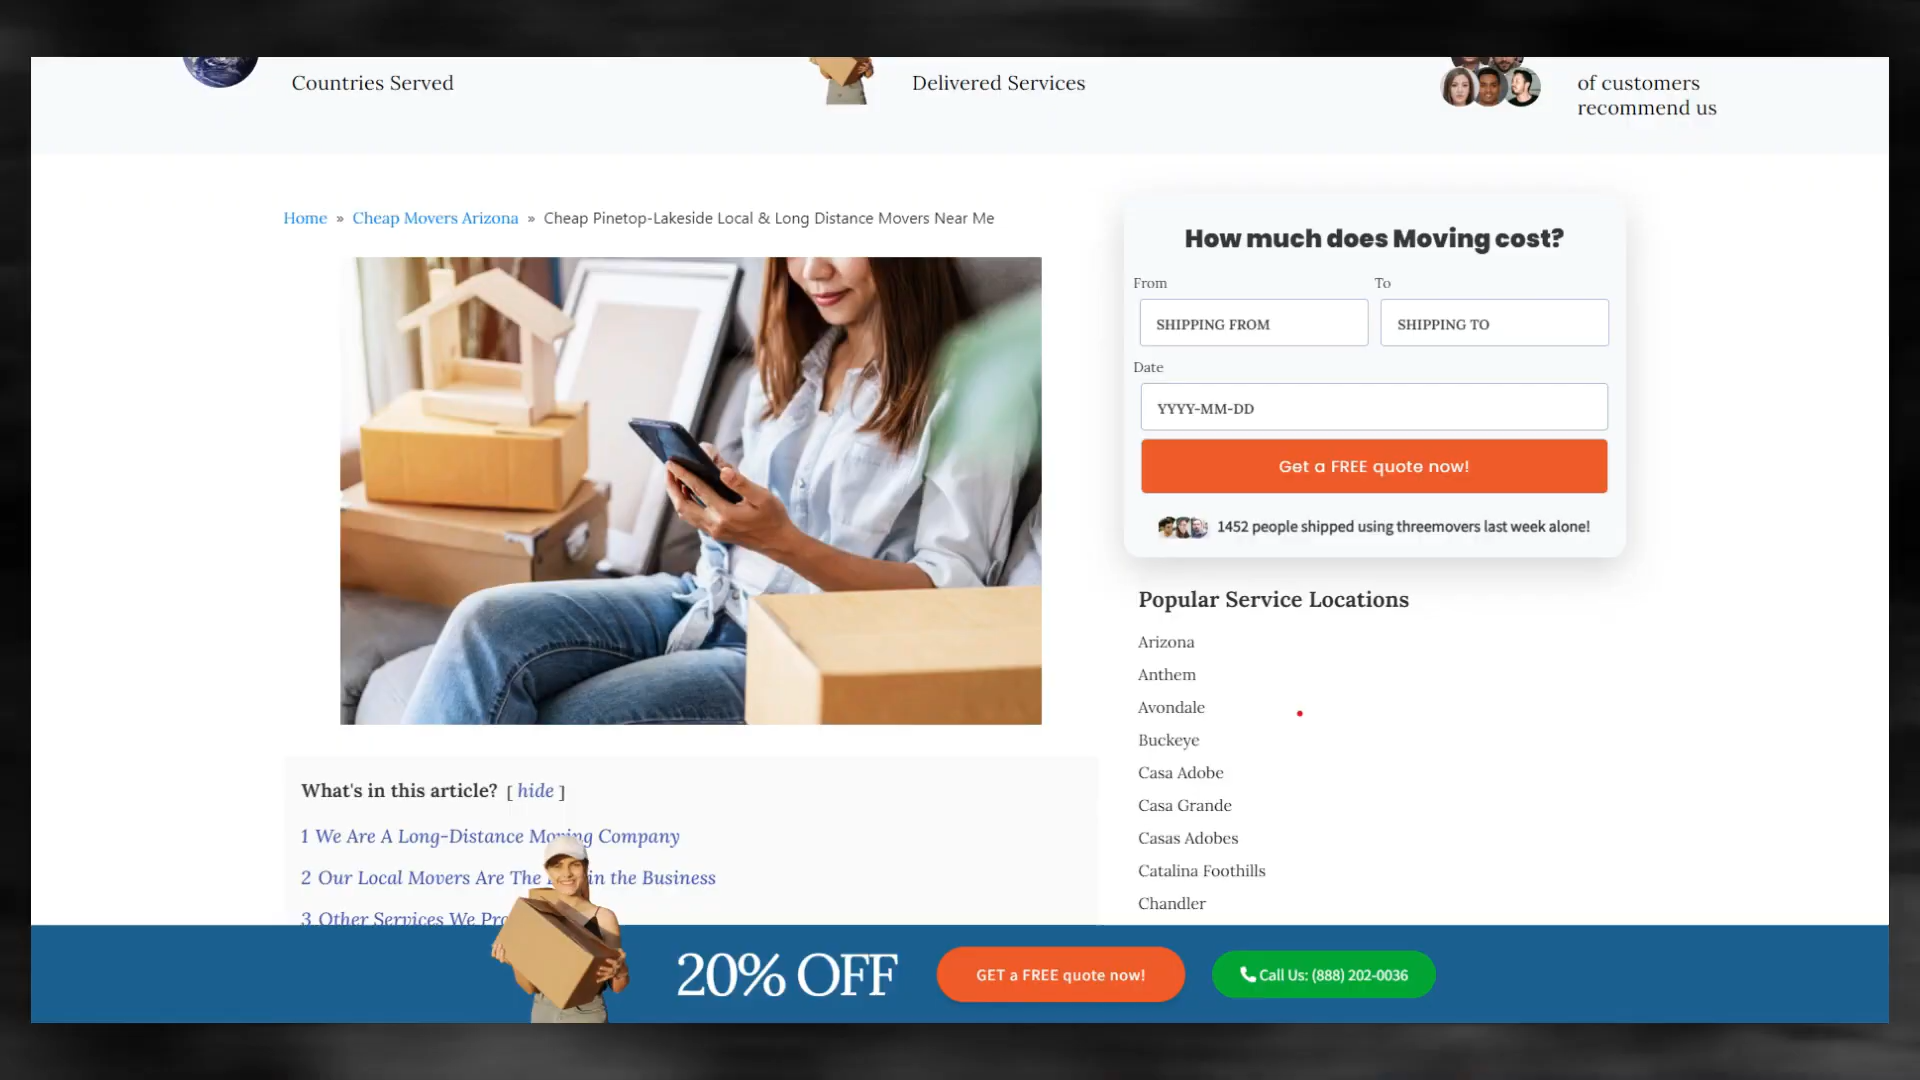 Countries Served
Delivered Services
of customers
recommend us
Home » Cheap Movers Arizona » Cheap Pinetop-Lakeside Local & Long Distance Movers Near Me
How much does Moving cost?
From To
SHIPPING FROM SHIPPING TO
Date
YYYY-MM-DD
Get a FREE quote now!
1452 people shipped using threemovers last week alone!
Popular Service Locations
Arizona
Anthem
Avondale
Buckeye
Casa Adobe
Casa Grande
Casas Adobes
Catalina Foothills
Chandler
What's in this article? [ hide ]
1 We Are A Long-Distance Moving Company
2 Our Local Movers Are The in the Business
3 Other Services We
20% OFF
GET a FREE quote now!
Call Us: (888) 202-0036